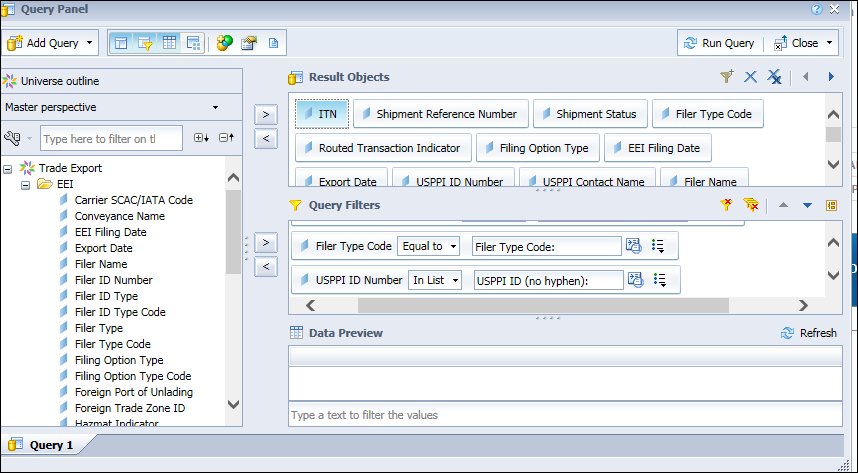 Query Panel
Add Query
Run Query
Close
Universe outline
Master perspective
Type here to filter on tl
Trade Export
EEI
Carrier SCAC/IATA Code
Conveyance Name
EEI Filing Date
Export Date
Filer Name
Filer ID Number
Filer ID Type
Filer ID Type Code
Filer Type
Filer Type Code
Filing Option Type
Filing Option Type Code
Foreign Port of Unlading
Foreign Trade Zone ID
Hazmat Indicator
Result Objects
ITN Shipment Reference Number Shipment Status Filer Type Code
Routed Transaction Indicator Filing Option Type EEI Filing Date
Export Date USPPI ID Number USPPI Contact Name Filer Name
Query Filters
Filer Type Code Equal to Filer Type Code:
USPPI ID Number In List USPPI ID (no hyphen):
Data Preview Refresh
Type a text to filter the values
Query 1